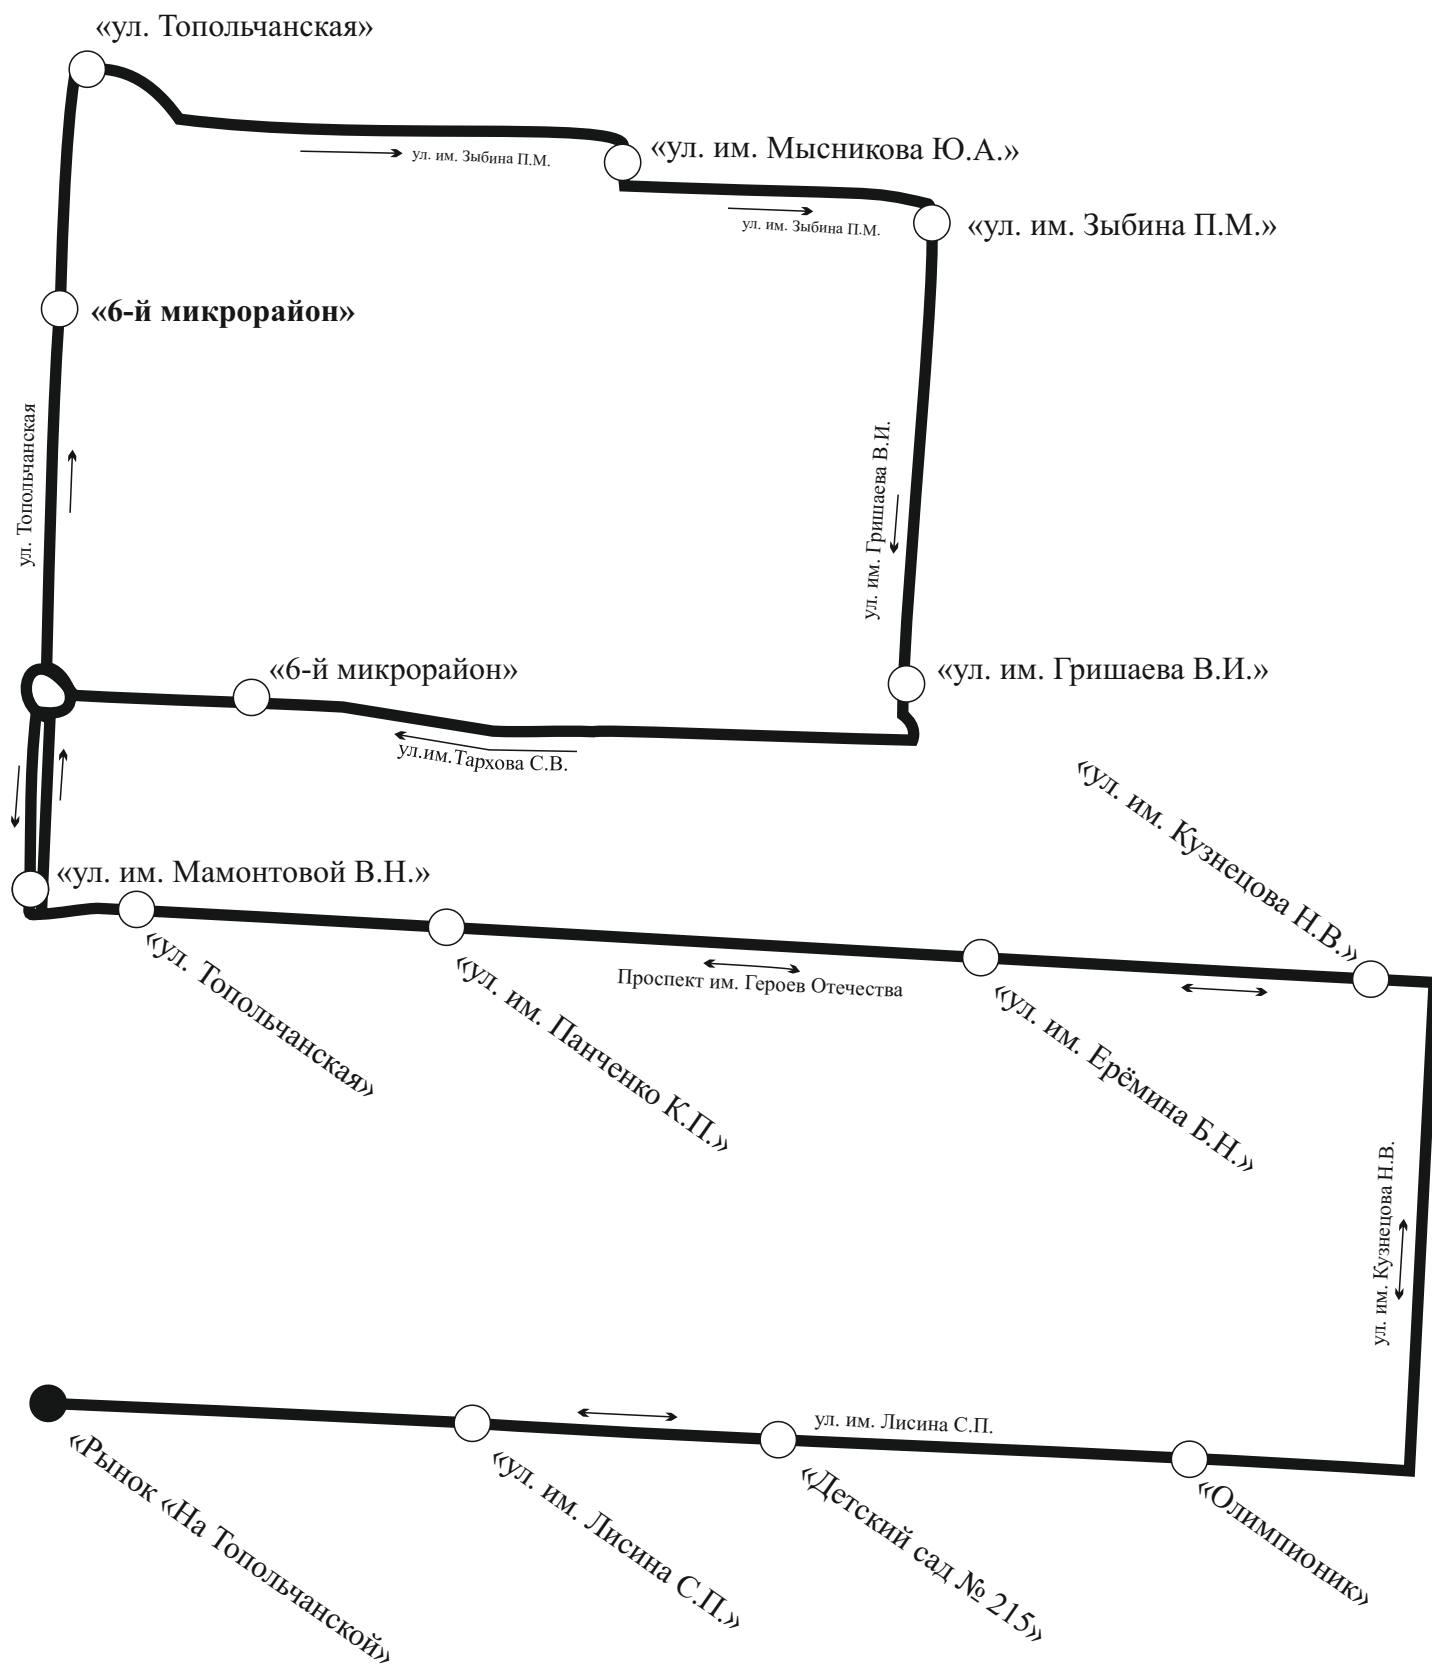 «ул. Топольчанская»
ул. им. Зыбина П.М.
«ул. им. Мысникова Ю.А.»
ул. им. Зыбина П.М.
«ул. им. Зыбина П.М.»
«6-й микрорайон»
ул. Топольчанская
ул. им. Гришаева В.И.
«6-й микрорайон»
«ул. им. Гришаева В.И.»
ул.им.Тархова С.В.
«ул. им. Кузнецова Н.В.»
«ул. им. Мамонтовой В.Н.»
«ул. Топольчанская»
«ул. им. Панченко К.П.»
Проспект им. Героев Отечества
«ул. им. Ерёмина Б.Н.»
ул. им. Кузнецова Н.В.
ул. им. Лисина С.П.
«Рынок «На Топольчанской»
«ул. им. Лисина С.П.»
«Детский сад № 215»
«Олимпионик»